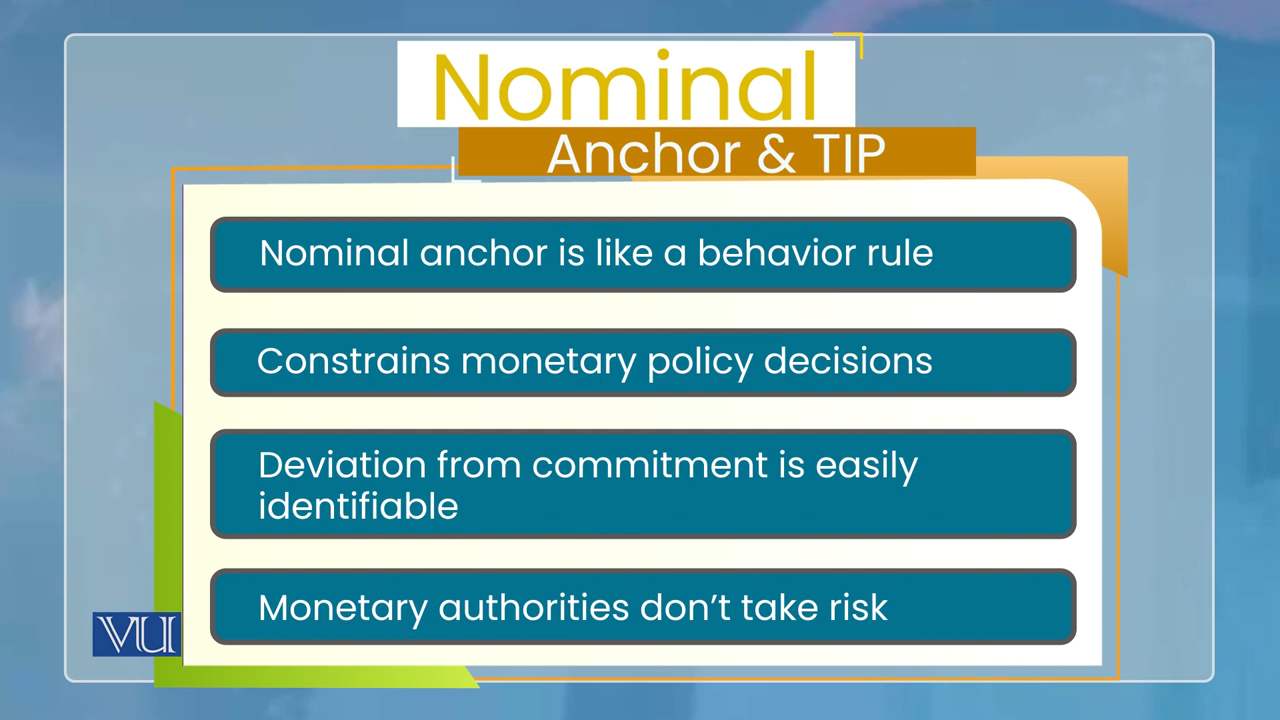 Nominal
Anchor & TIP
Nominal anchor is like a behavior rule
Constrains monetary policy decisions
Deviation from commitment is easily
identifiable
Monetary authorities don’t take risk
VU